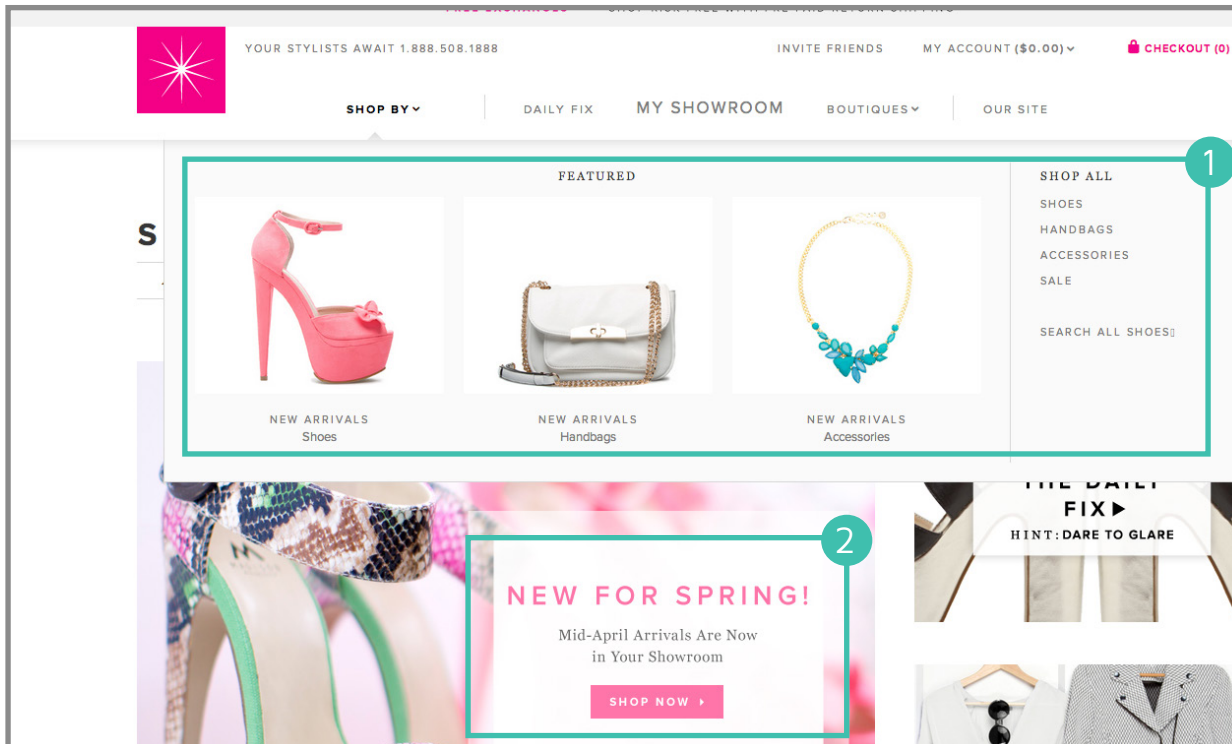 YOUR STYLISTS AWAIT 1.888.508.1888
INVITE FRIENDS
MY ACCOUNT ($0.00)
CHECKOUT (0)
SHOP BY
DAILY FIX
MY SHOWROOM
BOUTIQUES
OUR SITE
1
FEATURED
NEW ARRIVALS
Shoes
NEW ARRIVALS
Handbags
NEW ARRIVALS
Accessories
SHOP ALL
SHOES
HANDBAGS
ACCESSORIES
SALE
SEARCH ALL SHOES
S
2
NEW FOR SPRING!
Mid-April Arrivals Are Now
in Your Showroom
SHOP NOW
THE DAILY
FIX
HINT: DARE TO GLARE